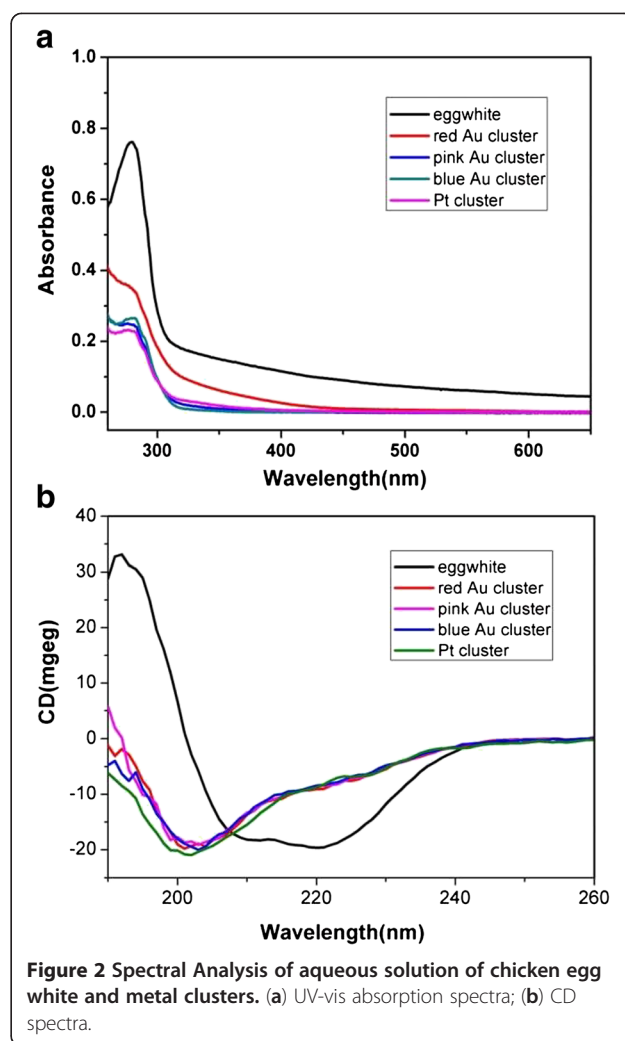 a
1.0
0.8
0.6
0.4
0.2
0.0
Absorbance
eggwhite
red Au cluster
pink Au cluster
blue Au cluster
Pt cluster
300 400 500 600
Wavelength(nm)
b
40
30
20
10
0
-10
-20
CD(mgeg)
eggwhite
red Au cluster
pink Au cluster
blue Au cluster
Pt cluster
200 220 240 260
Wavelength(nm)
Figure 2 Spectral Analysis of aqueous solution of chicken egg
white and metal clusters. (a) UV-vis absorption spectra; (b) CD
spectra.